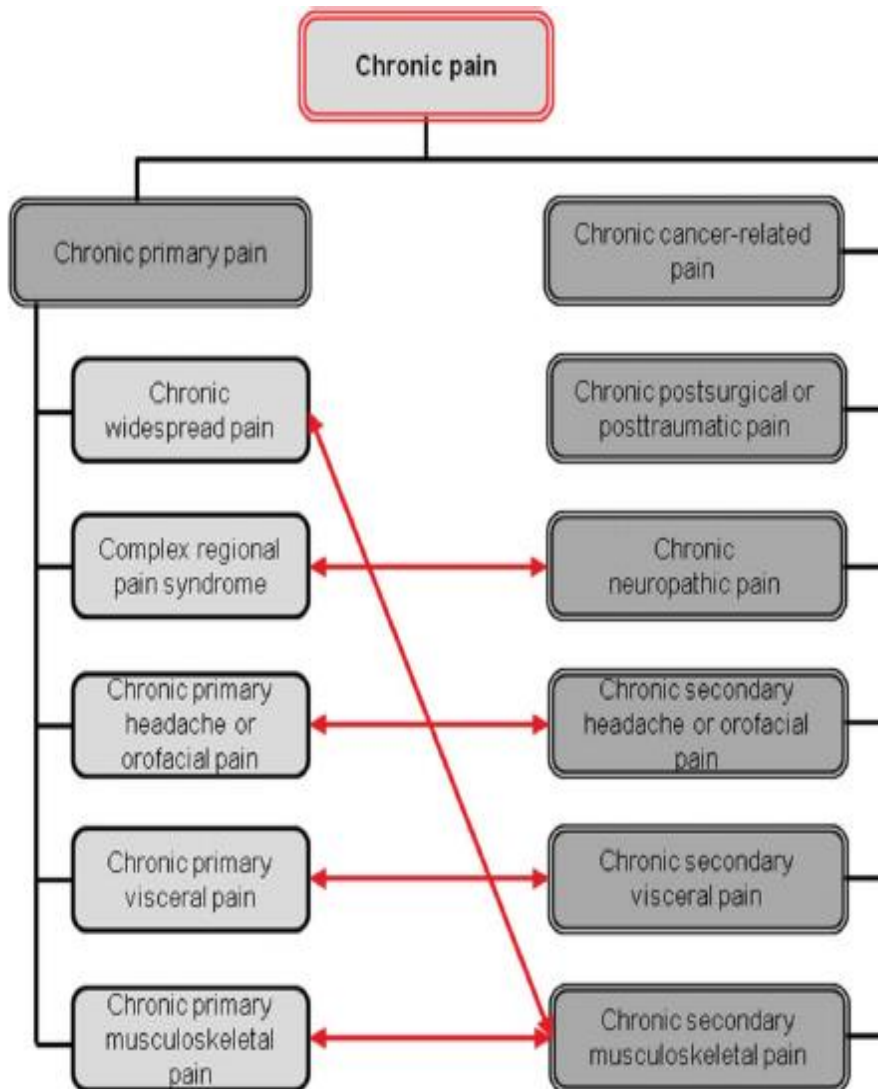 Chronic pain
Chronic primary pain
Chronic
widespread pain
Complex regional
pain syndrome
Chronic primary
headache or
orofacial pain
Chronic primary
visceral pain
Chronic primary
musculoskeletal
pain
Chronic cancer-related
pain
Chronic postsurgical or
posttraumatic pain
Chronic
neuropathic pain
Chronic secondary
headache or orofacial
pain
Chronic secondary
visceral pain
Chronic secondary
musculoskeletal pain